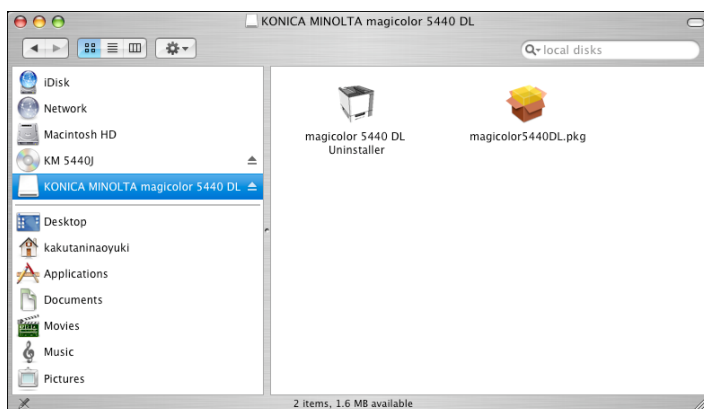 KONICA MINOLTA magicolor 5440 DL
local disks
iDisk
Network
Macintosh HD
KM 5440J
KONICA MINOLTA magicolor 5440 DL
Desktop
kakutaninaoyuki
Applications
Documents
Movies
Music
Pictures
magicolor 5440 DL
Uninstaller
magicolor5440DL.pkg
2 items, 1.6 MB available